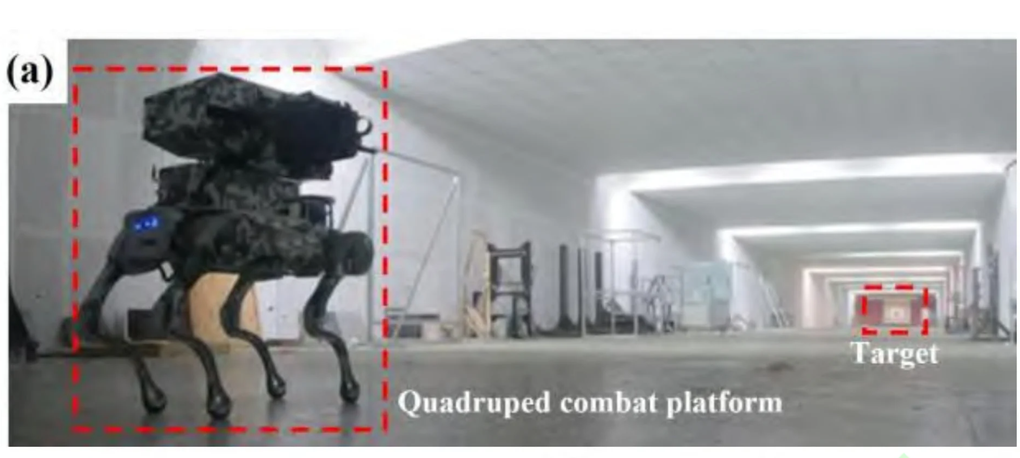 (a)
Target
Quadruped combat platform